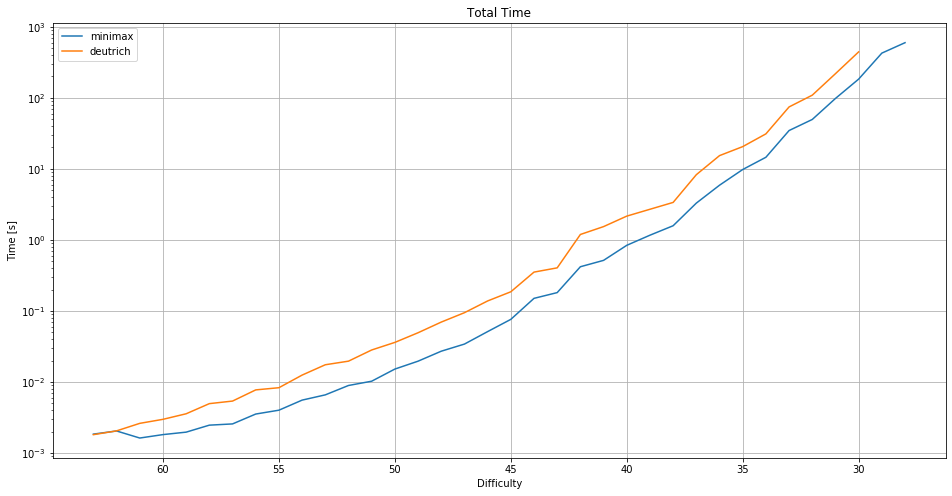 Total Time
minimax
deutrich
Time [s]
10³
10²
10¹
10⁰
10⁻¹
10⁻²
10⁻³
60 55 50 45 40 35 30
Difficulty